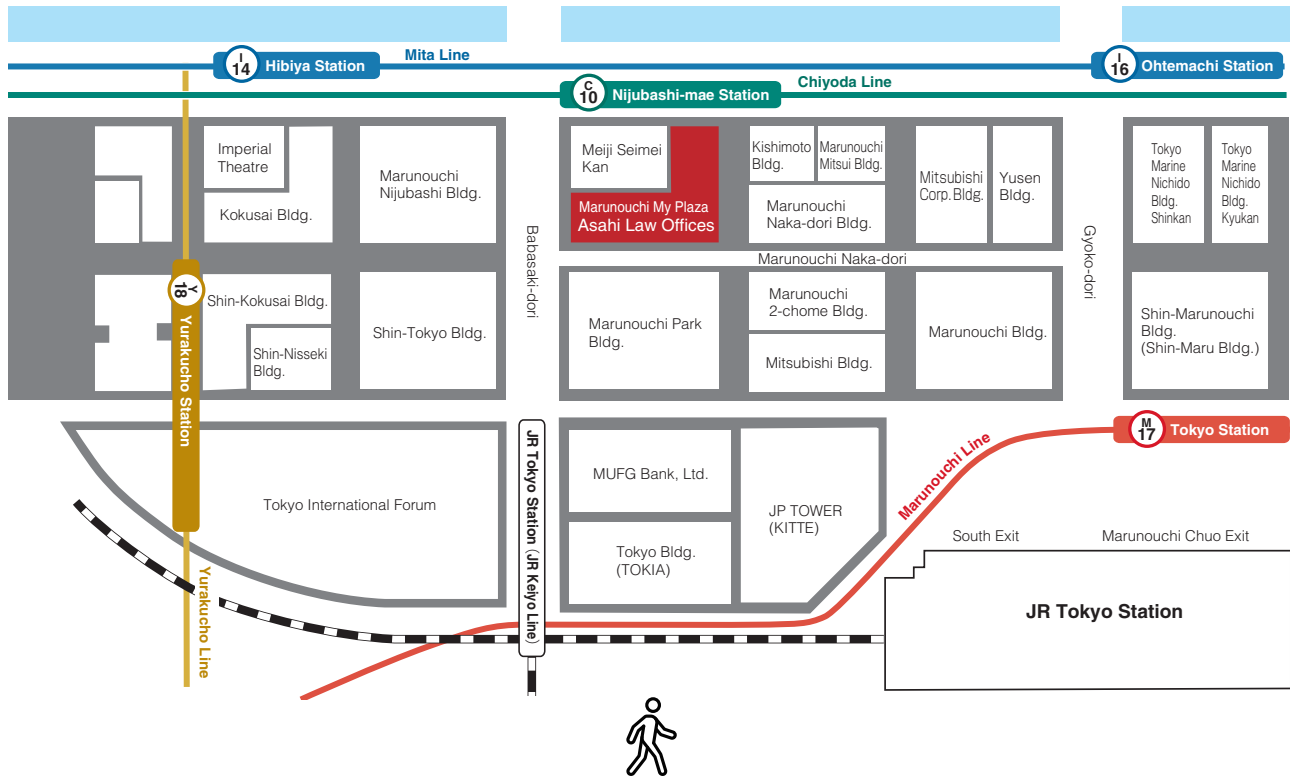 Mita Line
I
14
Hibiya Station
I
16
Ohtemachi Station
Chiyoda Line
C
10
Nijubashi-mae Station
Imperial
Theatre
Kokusai Bldg.
Marunouchi
Nijubashi Bldg.
Meiji Seimei
Kan
Marunouchi My Plaza
Asahi Law Offices
Kishimoto
Bldg.
Marunouchi
Mitsui Bldg.
Marunouchi
Naka-dori Bldg.
Mitsubishi
Corp. Bldg.
Yusen
Bldg.
Tokyo
Marine
Nichido
Bldg.
Shinkan
Tokyo
Marine
Nichido
Bldg.
Kyukan
Babasaki-dori
Marunouchi Naka-dori
Gyoko-dori
Y
18
Yurakucho Station
Shin-Kokusai Bldg.
Shin-Nisseki
Bldg.
Shin-Tokyo Bldg.
Marunouchi Park
Bldg.
Marunouchi
2-chome Bldg.
Mitsubishi Bldg.
Marunouchi Bldg.
Shin-Marunouchi
Bldg.
(Shin-Maru Bldg.)
M
17
Tokyo Station
Marunouchi Line
Tokyo International Forum
JR Tokyo Station (JR Keiyo Line)
MUFG Bank, Ltd.
Tokyo Bldg.
(TOKIA)
JP TOWER
(KITTE)
South Exit
Marunouchi Chuo Exit
JR Tokyo Station
Yurakucho Line